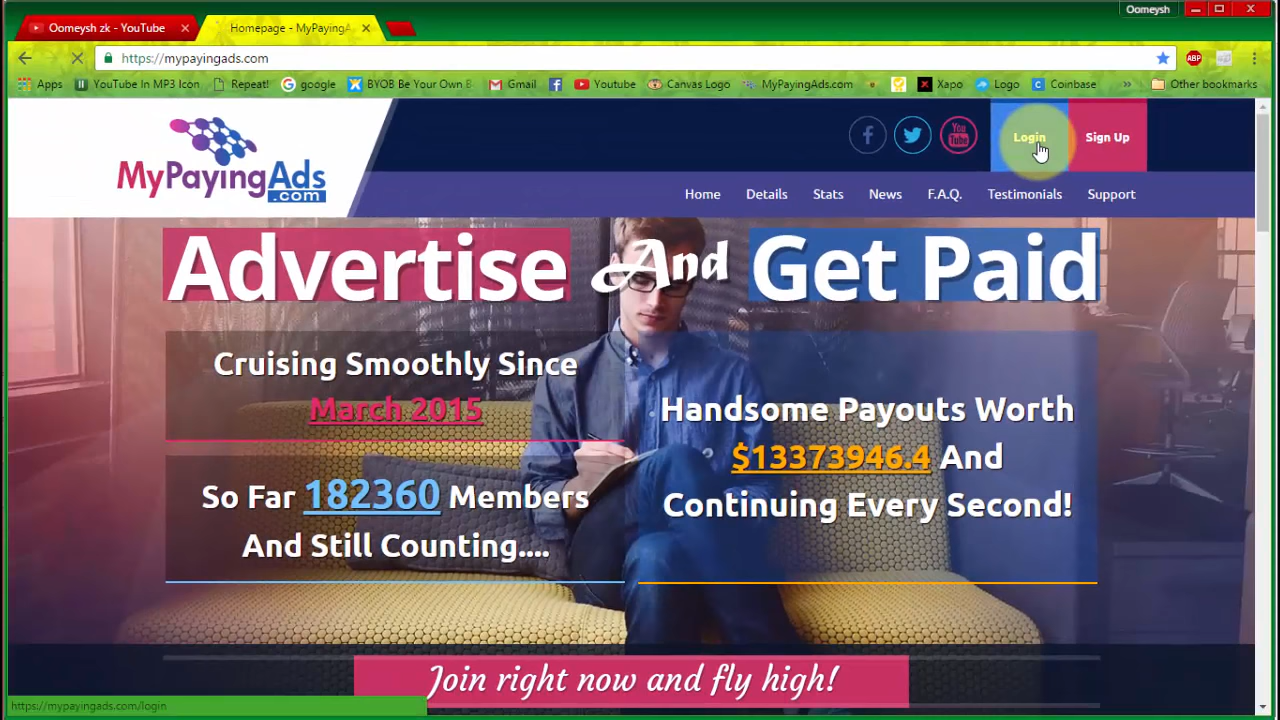 Oomeysh
Oomeysh zk - YouTube
Homepage - MyPayingA
https://mypayingads.com
ABP
Apps YouTube In MP3 Icon Repeat! google BYOB Be Your Own B Gmail Youtube Canvas Logo MyPayingAds.com Xapo Logo Coinbase » Other bookmarks
MyPayingAds
.com
You
Tube
Login
Sign Up
Home Details Stats News F.A.Q. Testimonials Support
Advertise And Get Paid
Cruising Smoothly Since
March 2015
So Far 182360 Members
And Still Counting....
Handsome Payouts Worth
$13373946.4 And
Continuing Every Second!
Join right now and fly high!
https://mypayingads.com/login